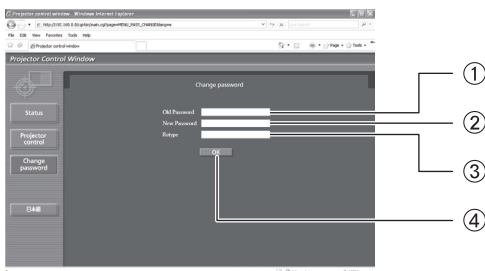 Projector control window - Windows Internet Explorer
File Edit View Favorites Tools Help
Projector control window
Page Tools
Projector Control Window
Change password
Status
Projector control
Change password
日本語
Old Password
New Password
Retype
OK
①
②
③
④